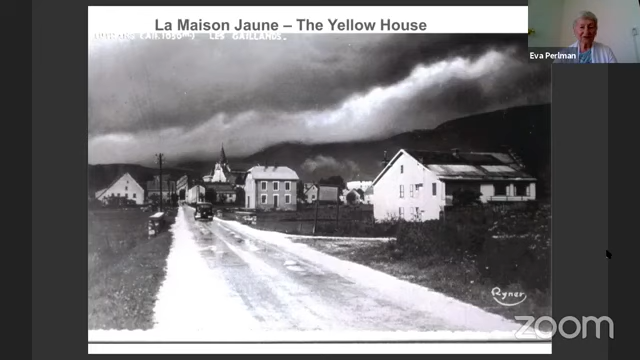 La Maison Jaune – The Yellow House
LES GAILLANDS.
Eva Perlman
Ryner
zoom